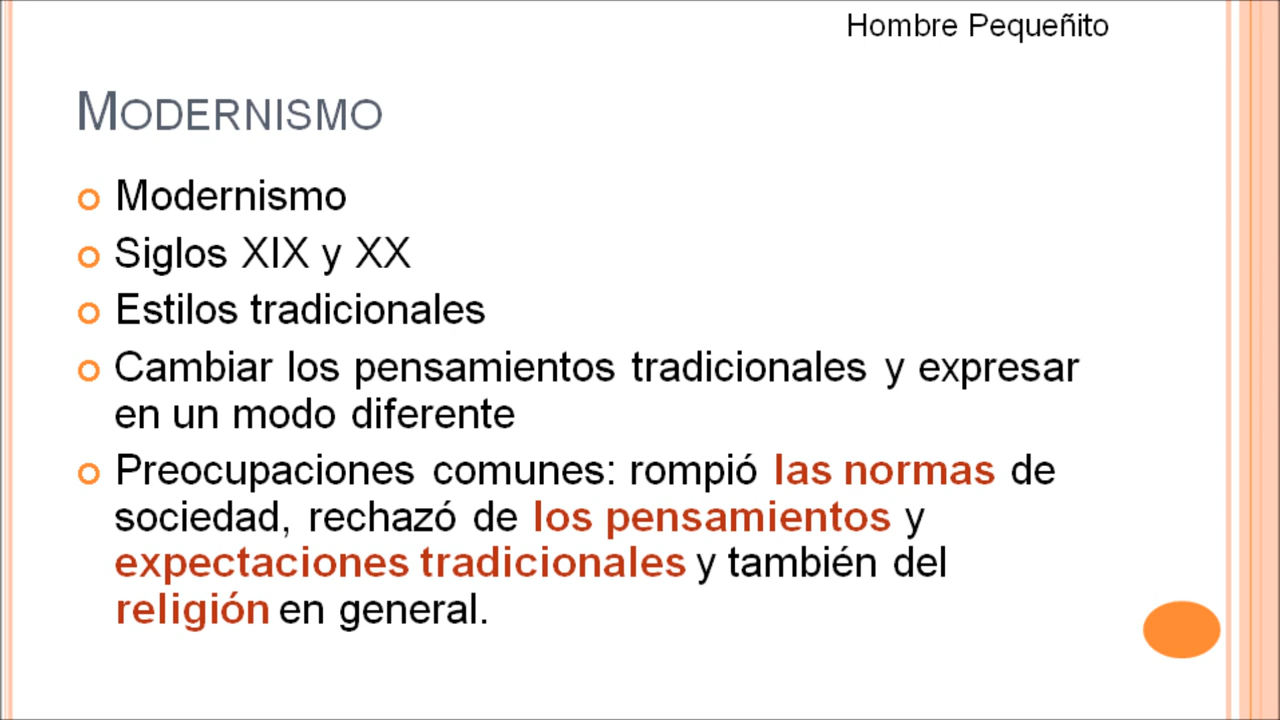 Hombre Pequeñito
MODERNISMO
Modernismo
Siglos XIX y XX
Estilos tradicionales
Cambiar los pensamientos tradicionales y expresar
en un modo diferente
Preocupaciones comunes: rompió las normas de
sociedad, rechazó de los pensamientos y
expectaciones tradicionales y también del
religión en general.